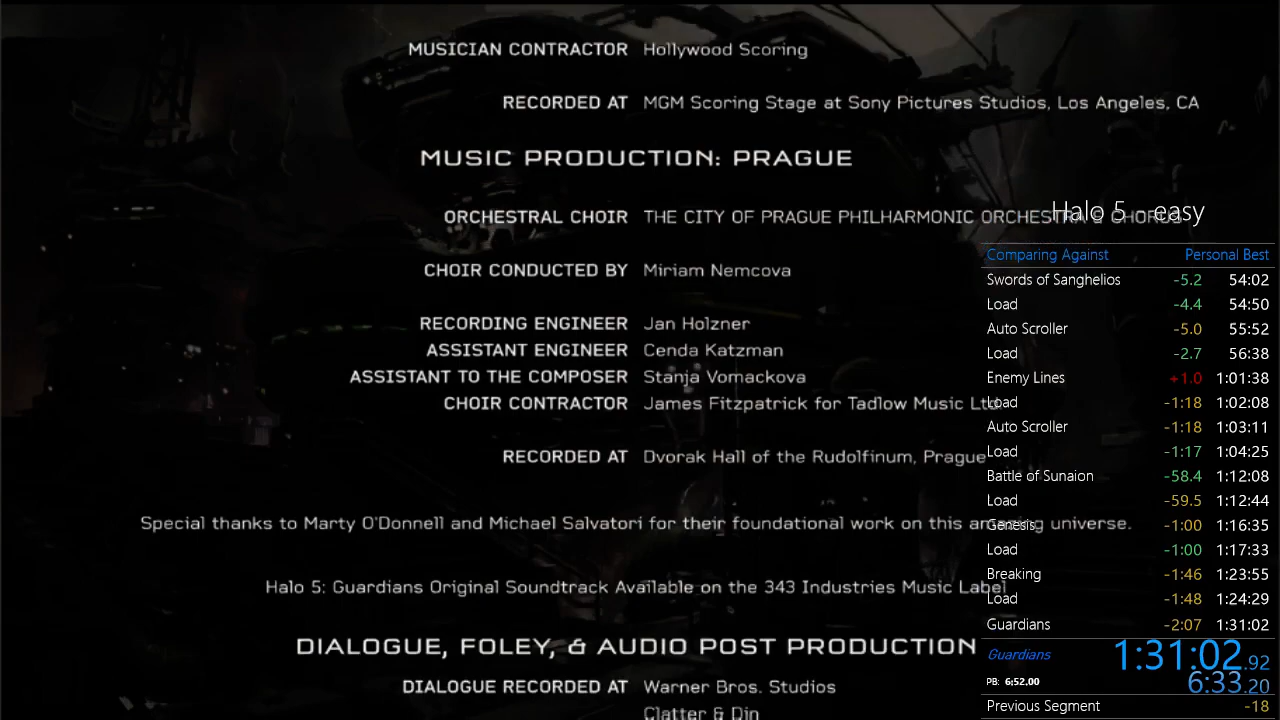 MUSICIAN CONTRACTOR Hollywood Scoring
RECORDED AT MGM Scoring Stage at Sony Pictures Studios, Los Angeles, CA
MUSIC PRODUCTION: PRAGUE
ORCHESTRAL CHOIR THE CITY OF PRAGUE PHILHARMONIC ORCHESTRA & CHORUS
CHOIR CONDUCTED BY Miriam Nemcova
RECORDING ENGINEER Jan Holzner
ASSISTANT ENGINEER Cenda Katzman
ASSISTANT TO THE COMPOSER Stanja Vomackova
CHOIR CONTRACTOR James Fitzpatrick for Tadlow Music Ltd.
RECORDED AT Dvorak Hall of the Rudolfinum, Prague
Special thanks to Marty O'Donnell and Michael Salvatori for their foundational work on this amazing universe.
Halo 5: Guardians Original Soundtrack Available on the 343 Industries Music Label
DIALOGUE, FOLEY, & AUDIO POST PRODUCTION
DIALOGUE RECORDED AT Warner Bros. Studios
Clatter & Din
Halo 5 - easy
Comparing Against Personal Best
Swords of Sanghelios -5.2 54:02
Load -4.4 54:50
Auto Scroller -5.0 55:52
Load -2.7 56:38
Enemy Lines +1.0 1:01:38
Load -1:18 1:02:08
Auto Scroller -1:18 1:03:11
Load -1:17 1:04:25
Battle of Sunaion -58.4 1:12:08
Load -59.5 1:12:44
Genesis -1:00 1:16:35
Load -1:00 1:17:33
Breaking -1:46 1:23:55
Load -1:48 1:24:29
Guardians -2:07 1:31:02
Guardians 1:31:02.92
PB: 6:52.00 6:33.20
Previous Segment -18